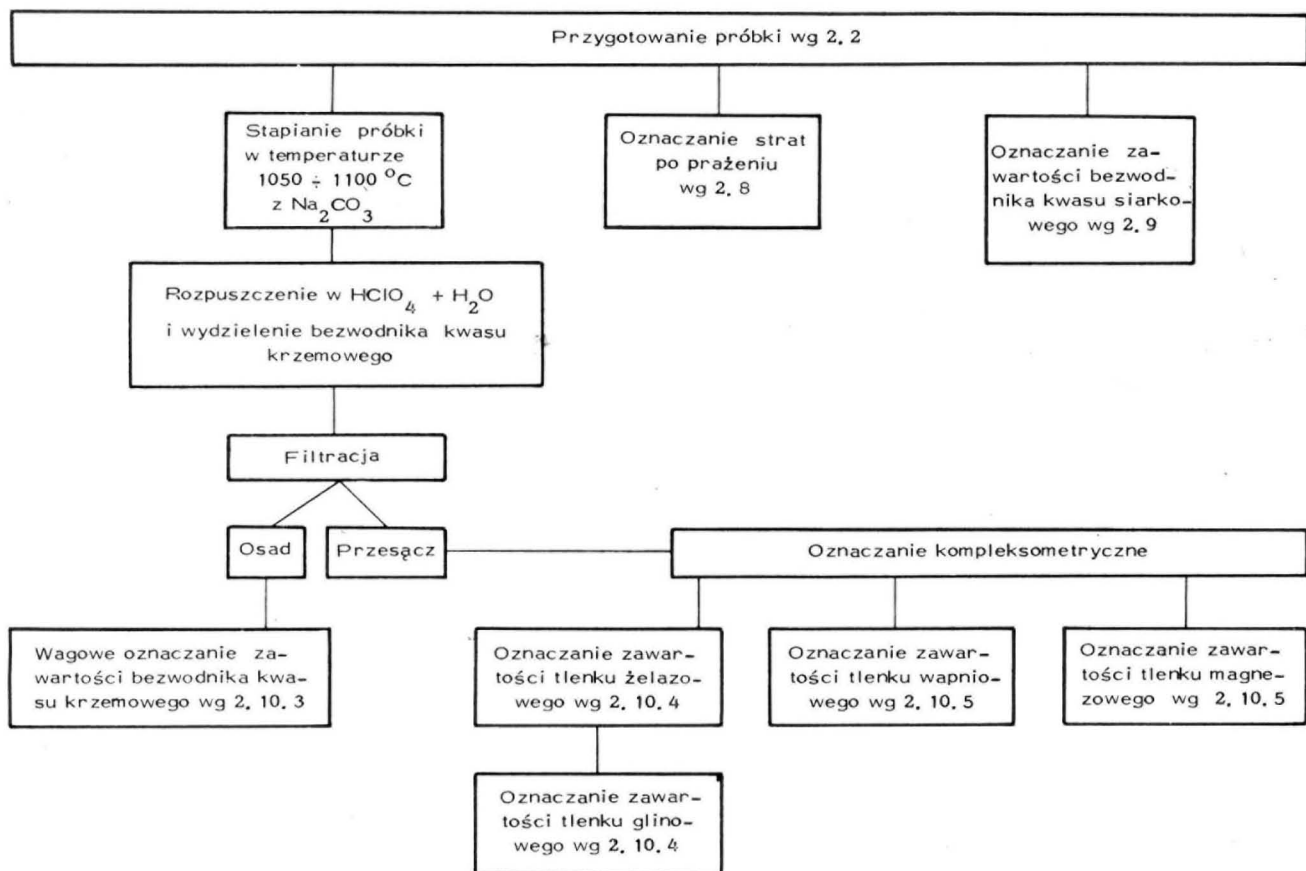 Przygotowanie próbki wg 2.2
Stapianie próbki
w temperaturze
1050 ÷ 1100 °C
z Na2CO3
Oznaczanie strat
po prażeniu
wg 2.8
Oznaczanie za-
wartości bezwod-
nika kwasu siarko-
wego wg 2.9
Rozpuszczenie w HClO4 + H2O
i wydzielenie bezwodnika kwasu
krzemowego
Filtracja
Osad
Przesącz
Oznaczanie kompleksometryczne
Wagowe oznaczanie za-
wartości bezwodnika kwa-
su krzemowego wg 2.10.3
Oznaczanie zawar-
tości tlenku żelazo-
wego wg 2.10.4
Oznaczanie zawar-
tości tlenku wapnio-
wego wg 2.10.5
Oznaczanie zawar-
tości tlenku magne-
zowego wg 2.10.5
Oznaczanie zawar-
tości tlenku glino-
wego wg 2.10.4